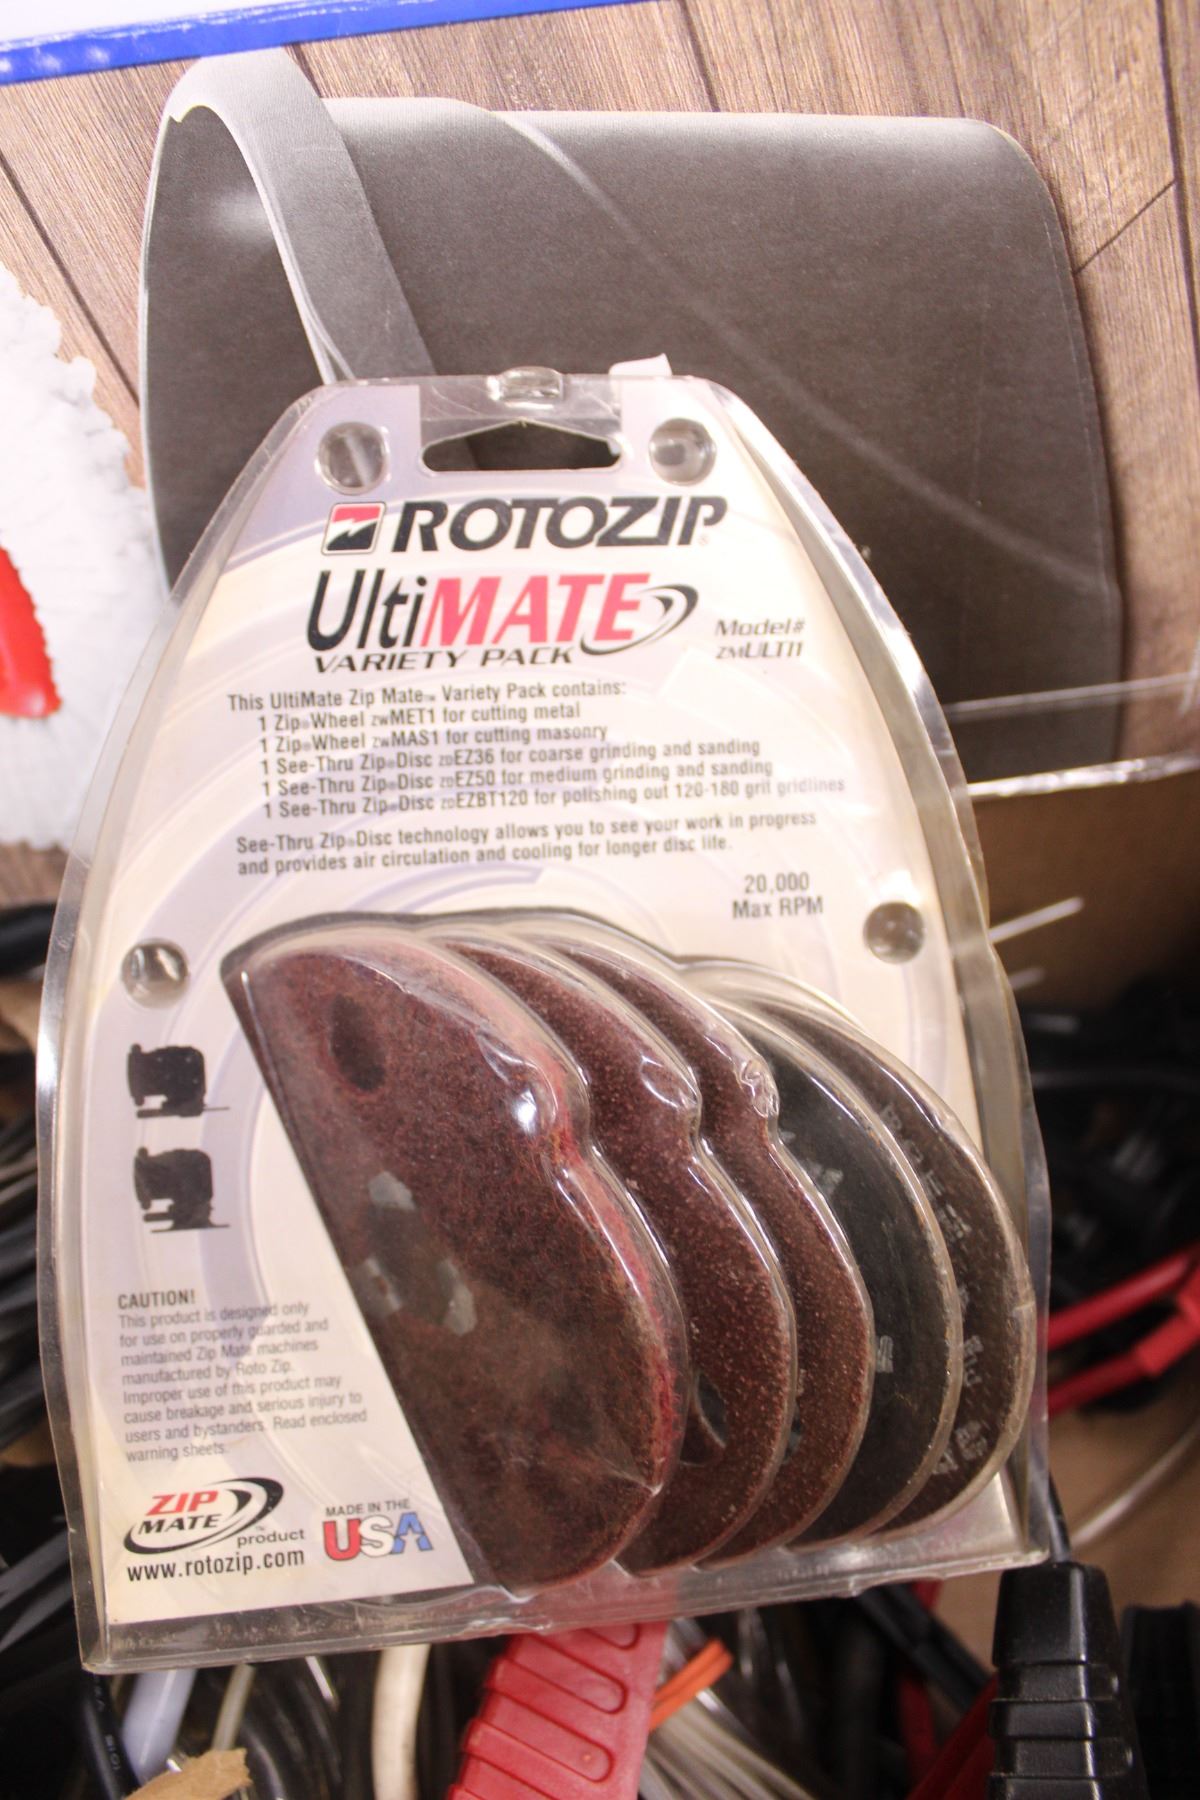 ROTOZIP®
UltiMATE
VARIETY PACK
Model#
ZMULTI1
This UltiMate Zip Mate™ Variety Pack contains:
1 Zip®Wheel ZWMET1 for cutting metal
1 Zip®Wheel ZWMAS1 for cutting masonry
1 See-Thru Zip®Disc ZDEZ36 for coarse grinding and sanding
1 See-Thru Zip®Disc ZDEZ50 for medium grinding and sanding
1 See-Thru Zip®Disc ZDEZBT120 for polishing out 120-180 grit gridlines
See-Thru Zip®Disc technology allows you to see your work in progress
and provides air circulation and cooling for longer disc life.
20,000
Max RPM
CAUTION!
This product is designed only
for use on properly guarded and
maintained Zip Mate machines
manufactured by Roto Zip.
Improper use of this product may
cause breakage and serious injury to
users and bystanders. Read enclosed
warning sheets.
ZIP
MATE™
product
www.rotozip.com
MADE IN THE
USA